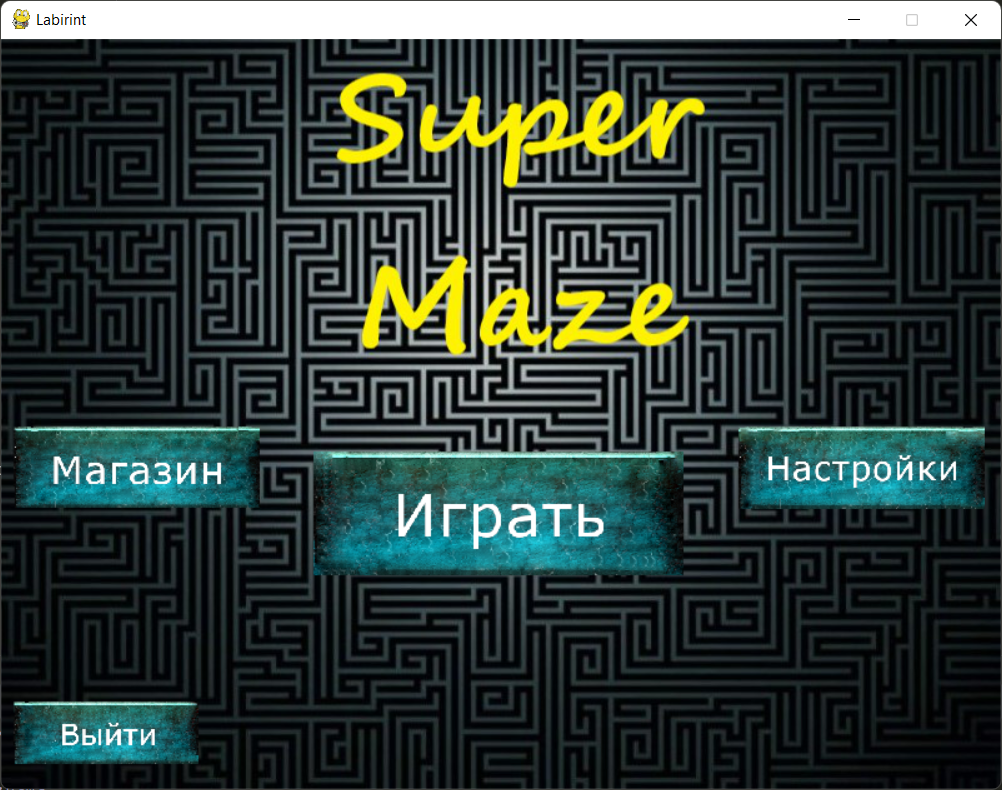 Labirint
Super
Maze
Магазин
Играть
Настройки
Выйти